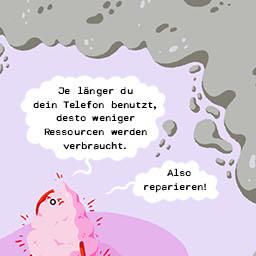 Je länger du
dein Telefon benutzt,
desto weniger
Ressourcen werden
verbraucht.
Also
reparieren!